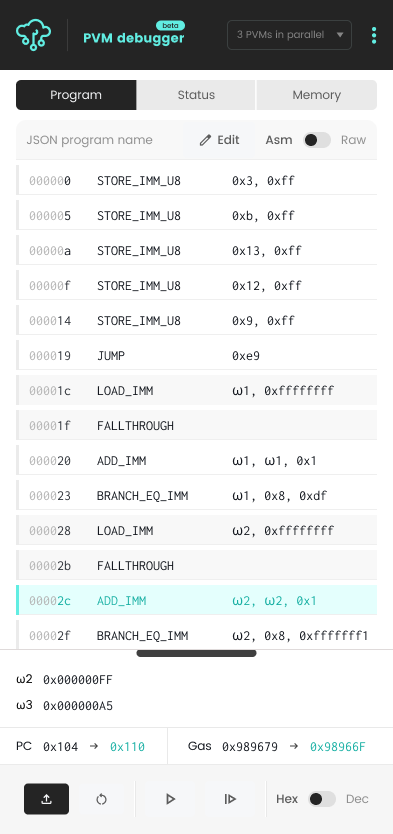 beta
PVM debugger
3 PVMs in parallel
Program Status Memory
JSON program name Edit Asm Raw
000000 STORE_IMM_U8 0x3, 0xff
000005 STORE_IMM_U8 0xb, 0xff
00000a STORE_IMM_U8 0x13, 0xff
00000f STORE_IMM_U8 0x12, 0xff
000014 STORE_IMM_U8 0x9, 0xff
000019 JUMP 0xe9
00001c LOAD_IMM ω1, 0xffffffff
00001f FALLTHROUGH
000020 ADD_IMM ω1, ω1, 0x1
000023 BRANCH_EQ_IMM ω1, 0x8, 0xdf
000028 LOAD_IMM ω2, 0xffffffff
00002b FALLTHROUGH
00002c ADD_IMM ω2, ω2, 0x1
00002f BRANCH_EQ_IMM ω2, 0x8, 0xfffffff1
ω2 0x000000FF
ω3 0x000000A5
PC 0x104 → 0x110 Gas 0x989679 → 0x98966F
Hex Dec